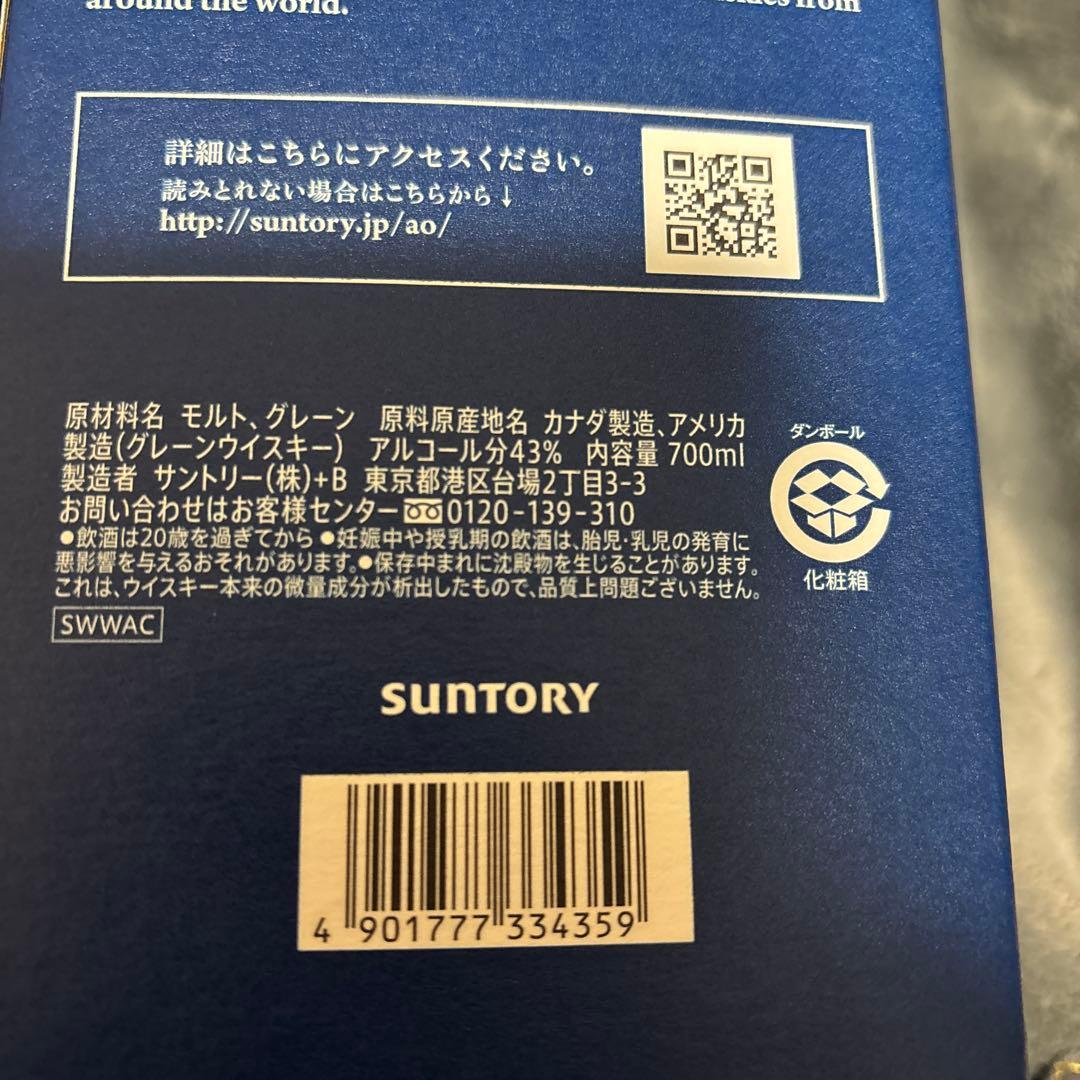 around the world.
from
詳細はこちらにアクセスください。
読みとれない場合はこちらから↓
http://suntory.jp/ao/
原材料名 モルト、グレーン 原料原産地名 カナダ製造、アメリカ
製造(グレーンウイスキー) アルコール分43% 内容量 700ml
製造者 サントリー(株)+B 東京都港区台場2丁目3-3
お問い合わせはお客様センター 0120-139-310
●飲酒は20歳を過ぎてから ●妊娠中や授乳期の飲酒は、胎児・乳児の発育に
悪影響を与えるおそれがあります。●保存中まれに沈殿物を生じることがあります。
これは、ウイスキー本来の微量成分が析出したもので、品質上問題ございません。
SWWAC
ダンボール
化粧箱
SUNTORY
4 901777 334359